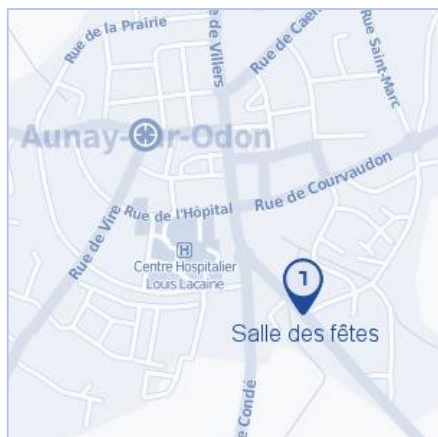 Rue de la Prairie
e de Villers
Rue de Caen
Rue Saint-Marc
Aunay-sur-Odon
Rue de Courvaudon
Rue de l'Hôpital
Rue de Vire
H
Centre Hospitalier
Louis Lacaine
1
Salle des fêtes
e Condé